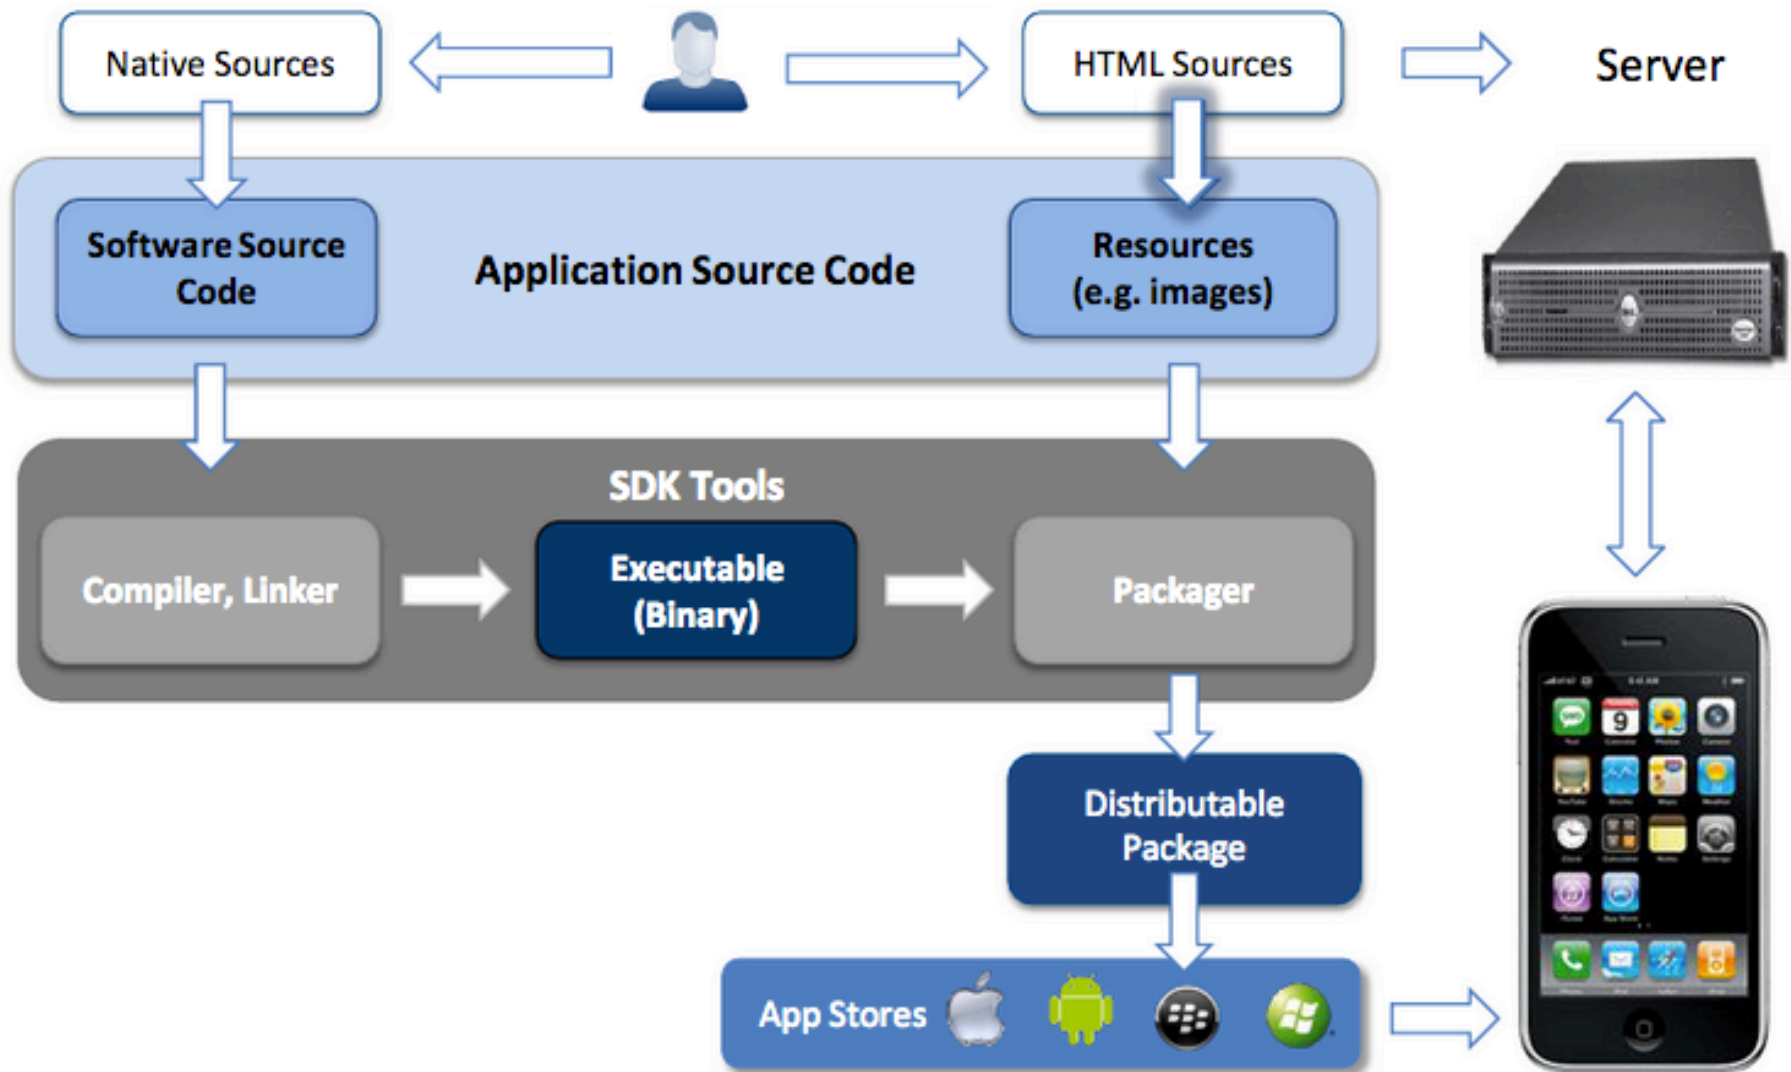 Native Sources
HTML Sources
Server
Software Source
Code
Application Source Code
Resources
(e.g. images)
SDK Tools
Compiler, Linker
Executable
(Binary)
Packager
Distributable
Package
App Stores
9